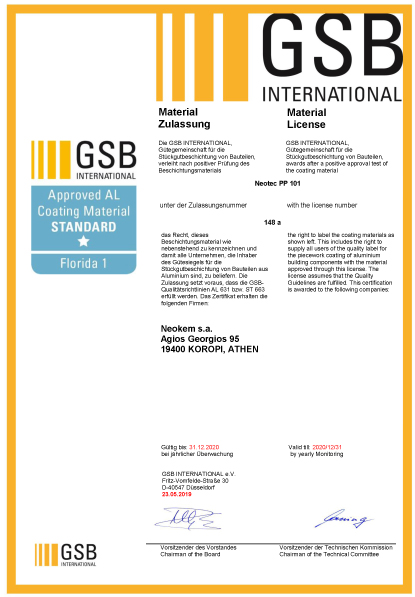 GSB
INTERNATIONAL
Material
Zulassung
Material
License
Die GSB INTERNATIONAL,
Gütegemeinschaft für die
Stückgutbeschichtung von Bauteilen,
verleiht nach positiver Prüfung des
Beschichtungsmaterials
GSB INTERNATIONAL,
Gütegemeinschaft für die
Stückgutbeschichtung von Bauteilen,
awards after a positive approval test of
the coating material
Neotec PP 101
unter der Zulassungsnummer
with the license number
148 a
GSB
INTERNATIONAL
Approved AL
Coating Material
STANDARD
Florida 1
das Recht, dieses
Beschichtungsmaterial wie
nebenstehend zu kennzeichnen und
damit alle Unternehmen, die Inhaber
des Gütesiegels für die
Stückgutbeschichtung von Bauteilen aus
Aluminium sind, zu beliefern. Die
Zulassung setzt voraus, dass die GSB-
Qualitätsrichtlinien AL 631 bzw. ST 663
erfüllt werden. Das Zertifikat erhalten die
folgenden Firmen:
the right to label the coating materials as
shown left. This includes the right to
supply all users of the quality label for
the piecework coating of aluminium
building components with the material
approved through this license. The
license assumes that the Quality
Guidelines are fulfilled. This certification
is awarded to the following companies:
Neokem s.a.
Agios Georgios 95
19400 KOROPI, ATHEN
Gültig bis: 31.12.2020
bei jährlicher Überwachung
Valid till: 2020/12/31
by yearly Monitoring
GSB INTERNATIONAL e.V.
Fritz-Vomfelde-Straße 30
D-40547 Düsseldorf
23.05.2019
Vorsitzender des Vorstandes
Chairman of the Board
Vorsitzender der Technischen Kommission
Chairman of the Technical Committee
GSB
INTERNATIONAL